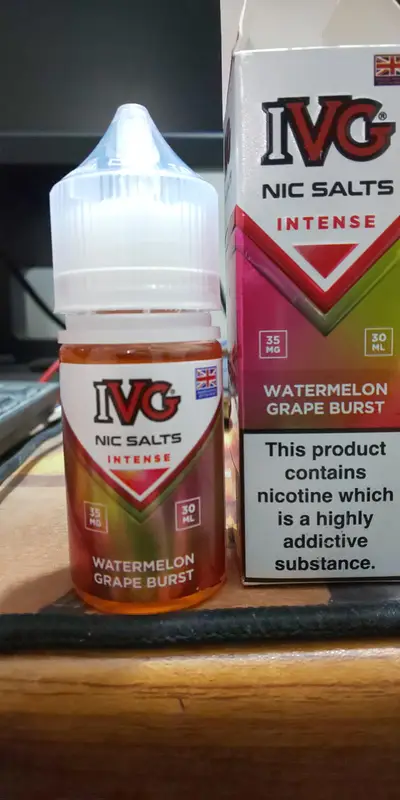 IVG
NIC SALTS
INTENSE
35
MG
30
ML
WATERMELON
GRAPE BURST
IVG®
NIC SALTS
INTENSE
35
MG
30
ML
WATERMELON
GRAPE BURST
This product
contains
nicotine which
is a highly
addictive
substance.